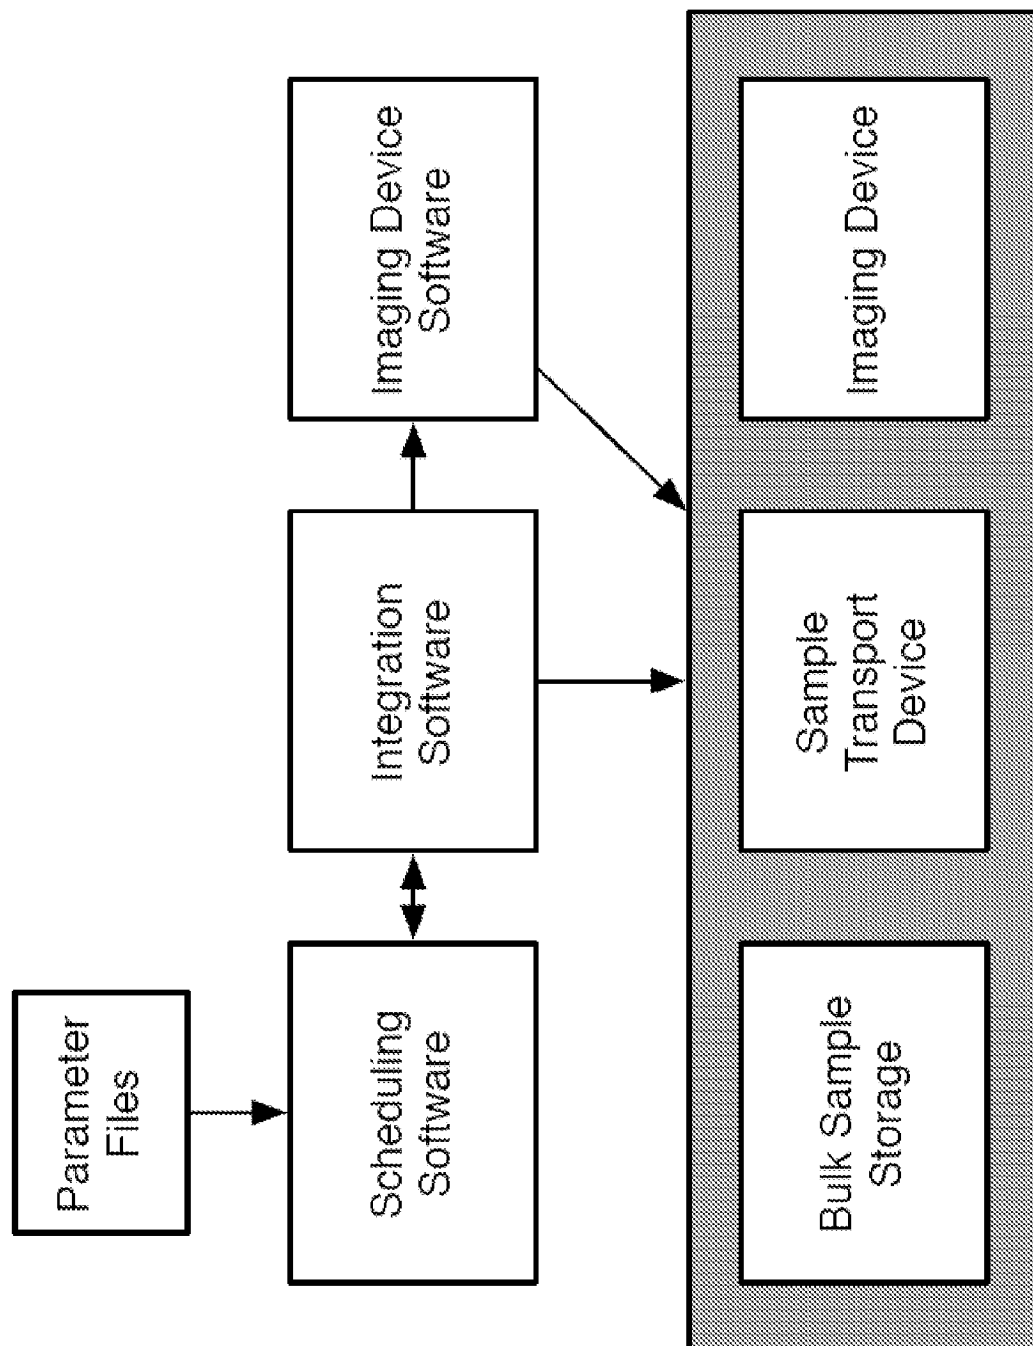 Parameter
Files
Scheduling
Software
Integration
Software
Imaging Device
Software
Bulk Sample
Storage
Sample
Transport
Device
Imaging Device